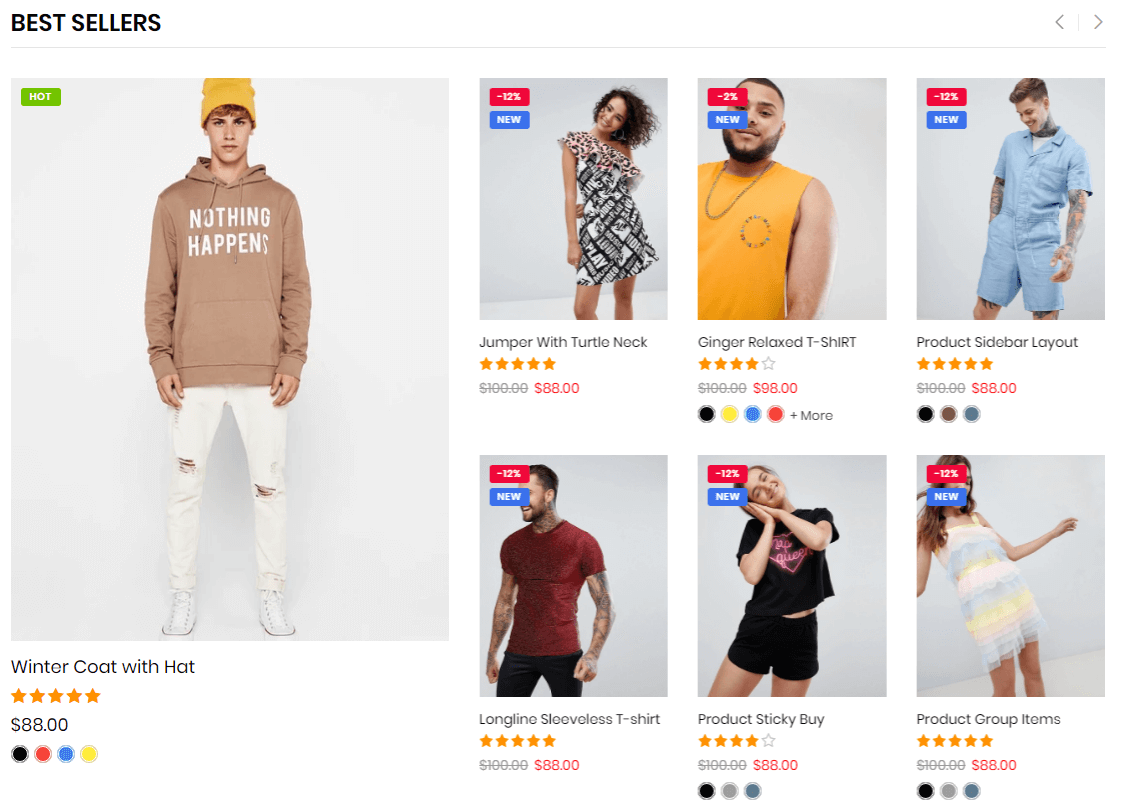 BEST SELLERS
HOT
NOTHING
HAPPENS
Winter Coat with Hat
$88.00
-12%
NEW
Jumper With Turtle Neck
$100.00 $88.00
-2%
NEW
Ginger Relaxed T-ShIRT
$100.00 $98.00
+ More
-12%
NEW
Product Sidebar Layout
$100.00 $88.00
-12%
NEW
Longline Sleeveless T-shirt
$100.00 $88.00
-12%
NEW
queen
Product Sticky Buy
$100.00 $88.00
-12%
NEW
Product Group Items
$100.00 $88.00